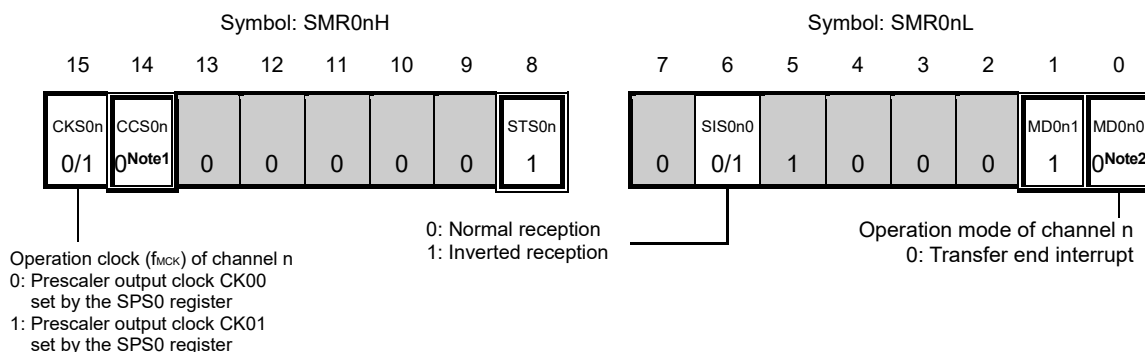 Symbol: SMR0nH
Symbol: SMR0nL
15 14 13 12 11 10 9 8
7 6 5 4 3 2 1 0
CKS0n CCS0n STS0n
SIS0n0 MD0n1 MD0n0
0/1 0Note1 0 0 0 0 0 1
0 0/1 1 0 0 0 1 0Note2
Operation clock (fMCK) of channel n
0: Prescaler output clock CK00
set by the SPS0 register
1: Prescaler output clock CK01
set by the SPS0 register
0: Normal reception
1: Inverted reception
Operation mode of channel n
0: Transfer end interrupt